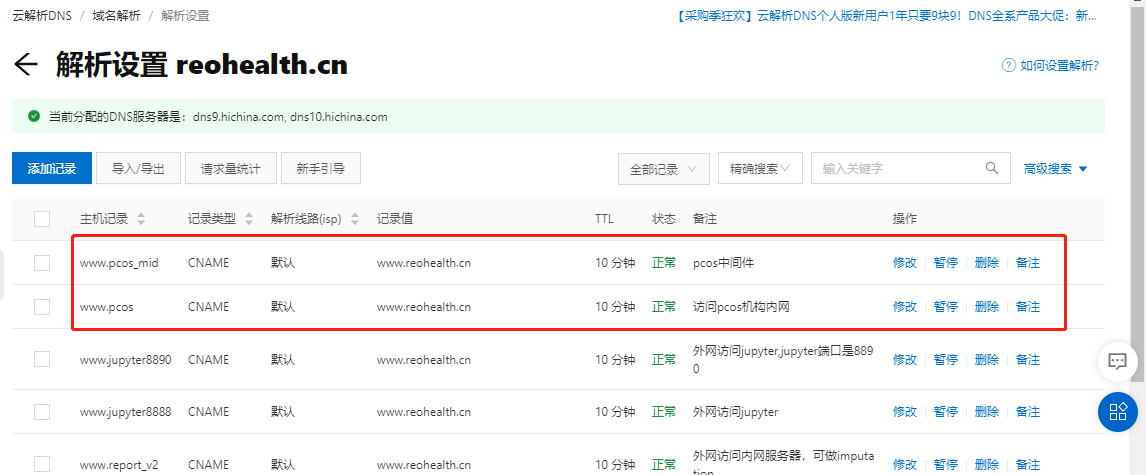 云解析DNS / 域名解析 / 解析设置
【采购季狂欢】云解析DNS个人版新用户1年只要9块9！DNS全系产品大促：新...
← 解析设置 reohealth.cn
如何设置解析?
当前分配的DNS服务器是：dns9.hichina.com, dns10.hichina.com
添加记录 导入/导出 请求量统计 新手引导 全部记录 精确搜索 输入关键字 高级搜索
主机记录 记录类型 解析线路(isp) 记录值 TTL 状态 备注 操作
www.pcos_mid CNAME 默认 www.reohealth.cn 10 分钟 正常 pcos中间件 修改 暂停 删除 备注
www.pcos CNAME 默认 www.reohealth.cn 10 分钟 正常 访问pcos机构内网 修改 暂停 删除 备注
www.jupyter8890 CNAME 默认 www.reohealth.cn 10 分钟 正常 外网访问jupyter,jupyter端口是889 修改 暂停 删除 备注
0
www.jupyter8888 CNAME 默认 www.reohealth.cn 10 分钟 正常 外网访问jupyter 修改 暂停 删除 备注
www.report_v2 CNAME 默认 www.reohealth.cn 10 分钟 正常 外网访问内网服务器，可做imputa 修改 暂停 删除 备注
tation